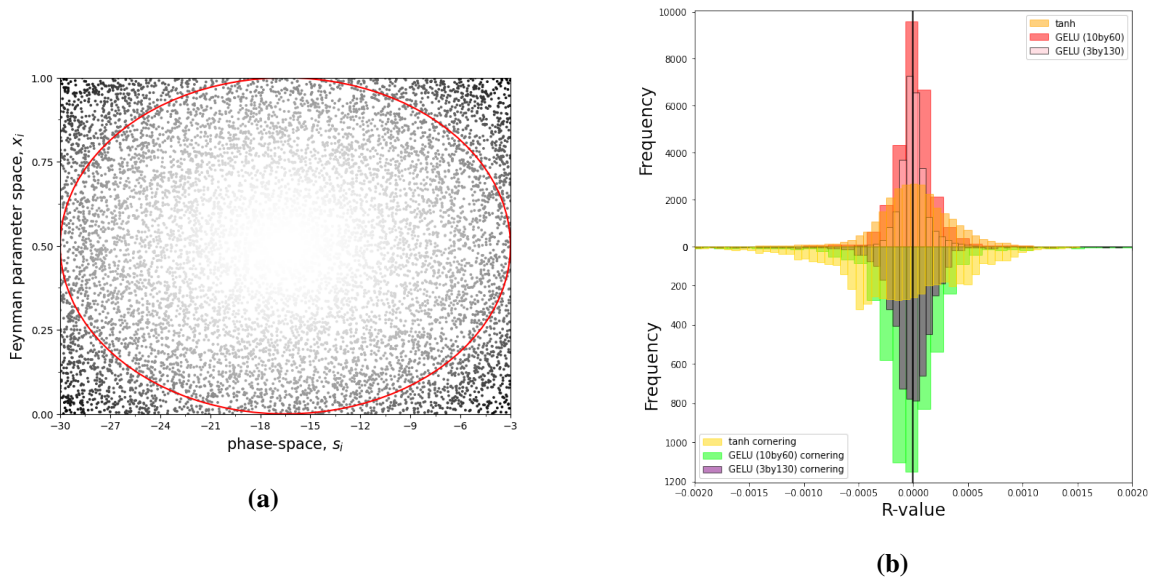 1.00
0.75
0.50
0.25
0.00
Feynman parameter space, x_i
−30 −27 −24 −21 −18 −15 −12 −9 −6 −3
phase-space, s_i
(a)
10000
8000
6000
4000
2000
0
200
400
600
800
1000
1200
Frequency
Frequency
tanh
GELU (10by60)
GELU (3by130)
tanh cornering
GELU (10by60) cornering
GELU (3by130) cornering
−0.0020 −0.0015 −0.0010 −0.0005 0.0000 0.0005 0.0010 0.0015 0.0020
R-value
(b)